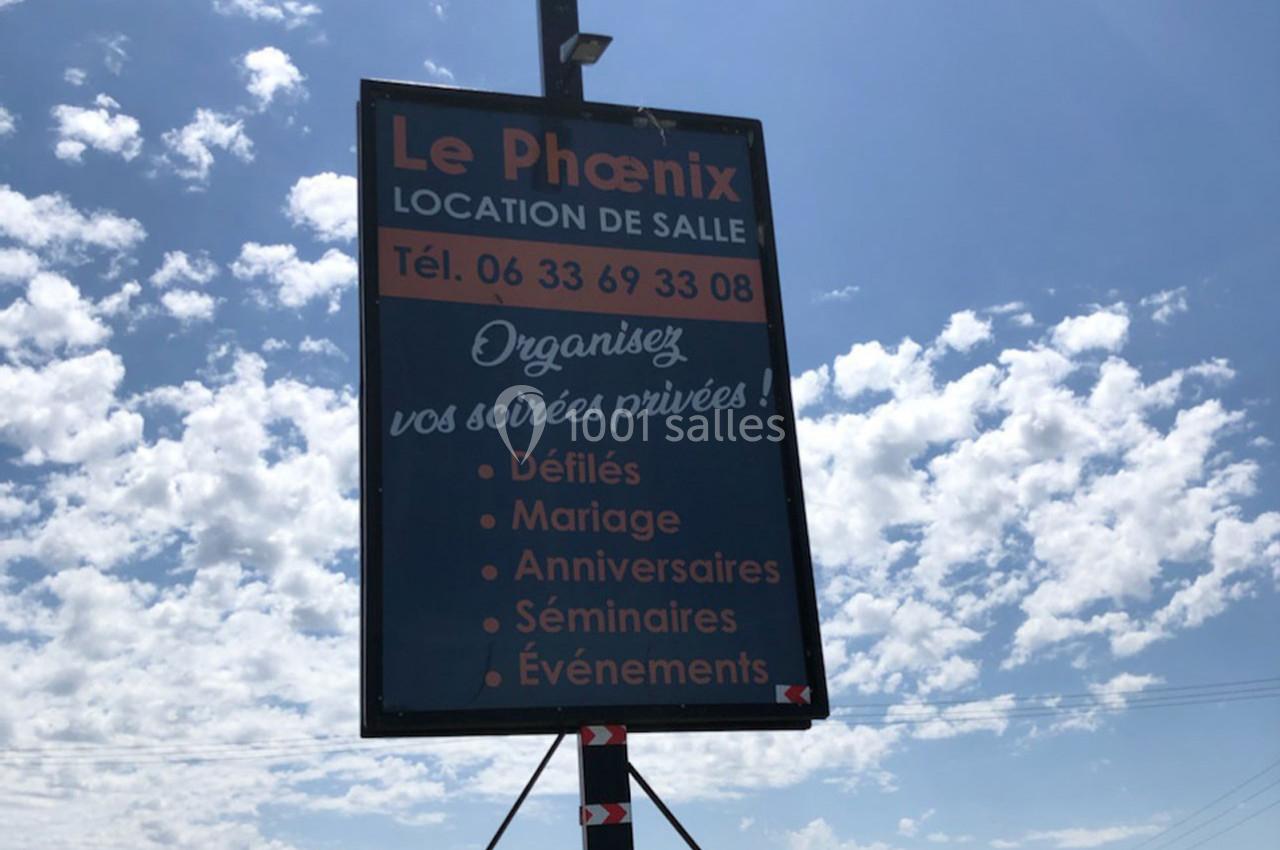 Le Phœnix
LOCATION DE SALLE
Tél. 06 33 69 33 08
Organisez
vos soirées privées !
1001 salles
• Défilés
• Mariage
• Anniversaires
• Séminaires
• Événements